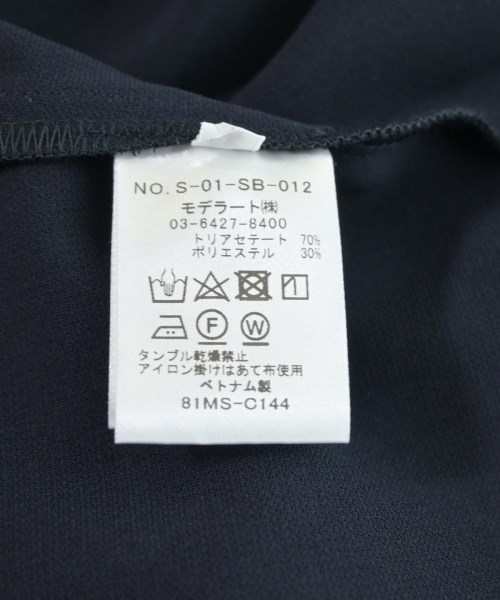 NO. S-01-SB-012
モデラート㈱
03-6427-8400
トリアセテート 70%
ポリエステル 30%
F W
タンブル乾燥禁止
アイロン掛けはあて布使用
ベトナム製
81MS-C144